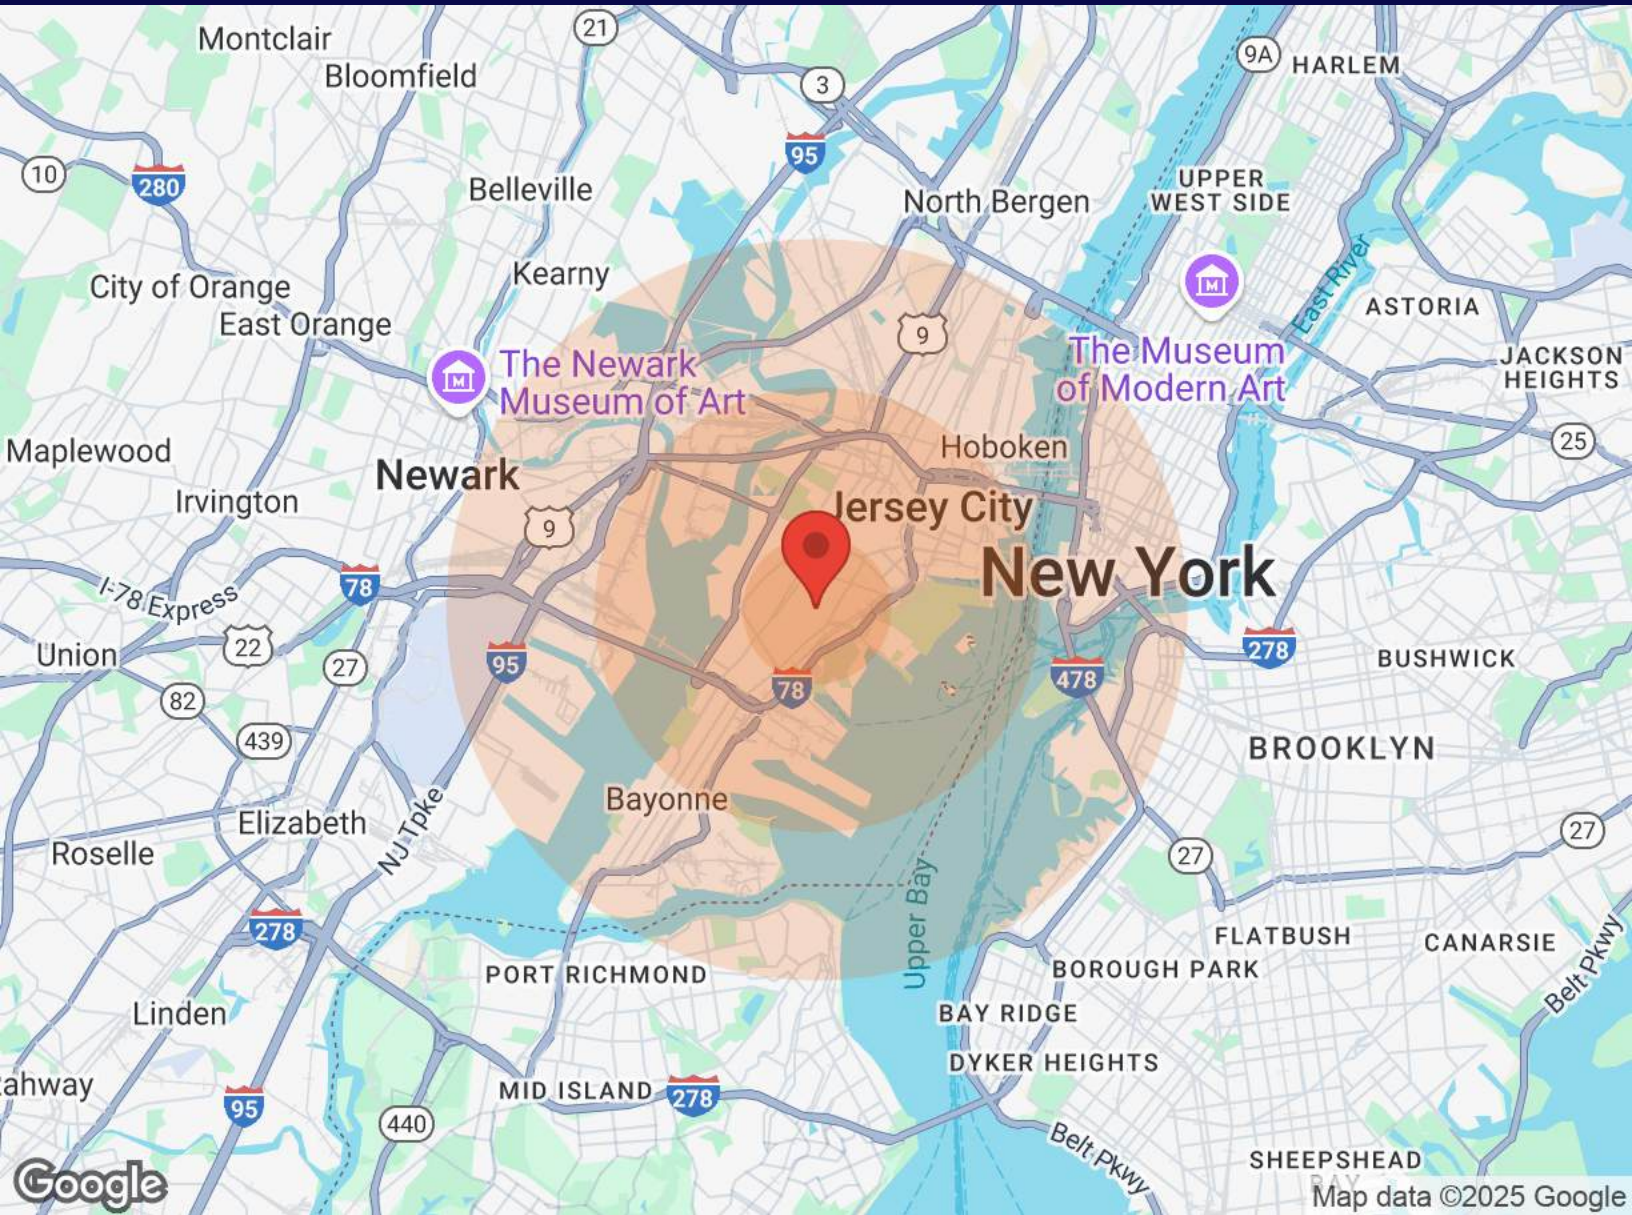 Montclair
21
Bloomfield
3
9A
HARLEM
95
10
280
Belleville
UPPER
WEST SIDE
North Bergen
Kearny
City of Orange
East River
East Orange
ASTORIA
9
The Newark
Museum of Art
The Museum
of Modern Art
JACKSON
HEIGHTS
Maplewood
Hoboken
25
Newark
Irvington
Jersey City
9
New York
I-78 Express
78
22
Union
27
95
278
BUSHWICK
82
78
478
439
BROOKLYN
Bayonne
NJ Tpke
Elizabeth
27
Roselle
27
Upper Bay
278
FLATBUSH
CANARSIE
Belt Pkwy
PORT RICHMOND
BOROUGH PARK
Linden
BAY RIDGE
DYKER HEIGHTS
ahway
MID ISLAND
278
95
440
Belt Pkwy
SHEEPSHEAD
BAY
Google
Map data ©2025 Google